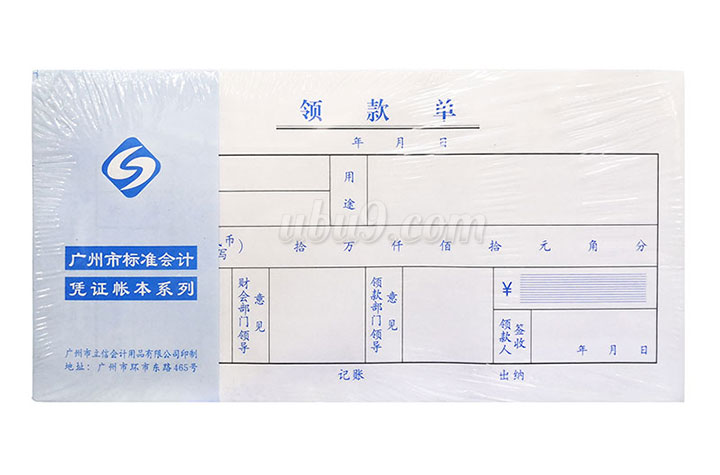 领款单
年 月 日
用途
人民币
写) 拾 万 仟 佰 拾 元 角 分
财会部门领导
意见
领款部门领导
意见
¥
领款人
签收
年 月 日
记账 出纳
广州市标准会计
凭证帐本系列
广州市立信会计用品有限公司印制
地址：广州市环市东路465号
ubu9.com